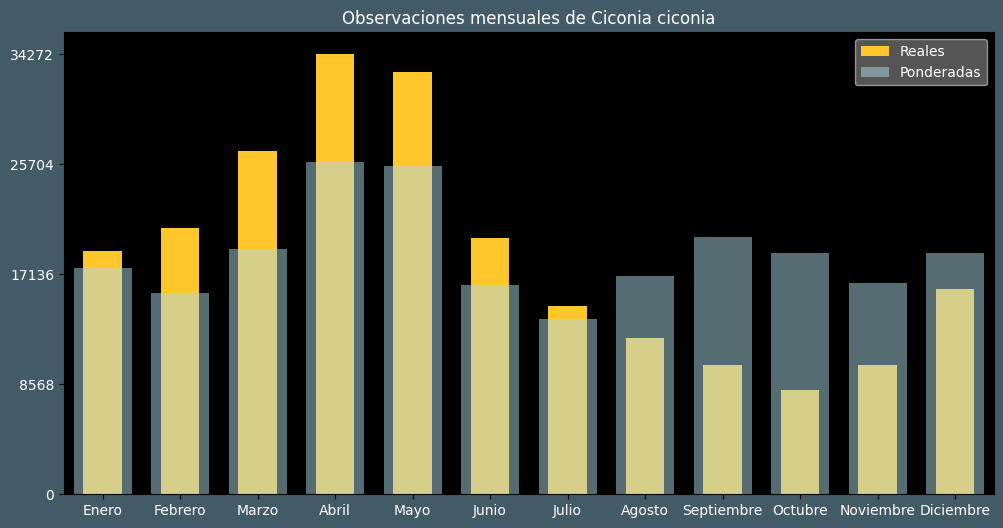 Observaciones mensuales de Ciconia ciconia
Reales
Ponderadas
34272
25704
17136
8568
0
Enero Febrero Marzo Abril Mayo Junio Julio Agosto Septiembre Octubre Noviembre Diciembre